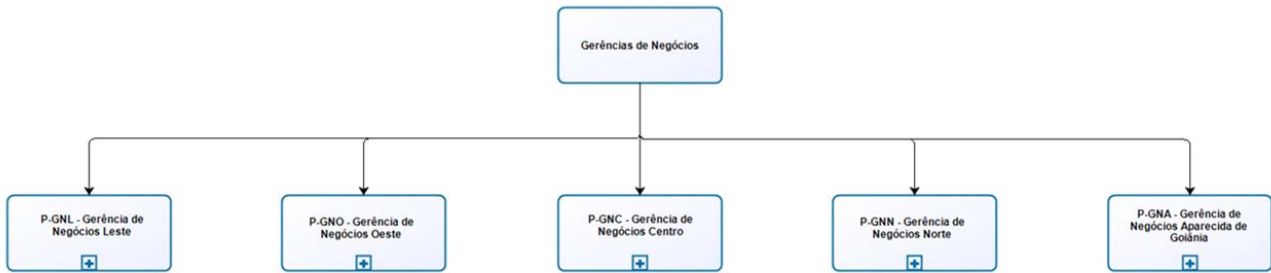 Gerências de Negócios
P-GNL - Gerência de
Negócios Leste
P-GNO - Gerência de
Negócios Oeste
P-GNC - Gerência de
Negócios Centro
P-GNN - Gerência de
Negócios Norte
P-GNA - Gerência de
Negócios Aparecida de
Goiânia